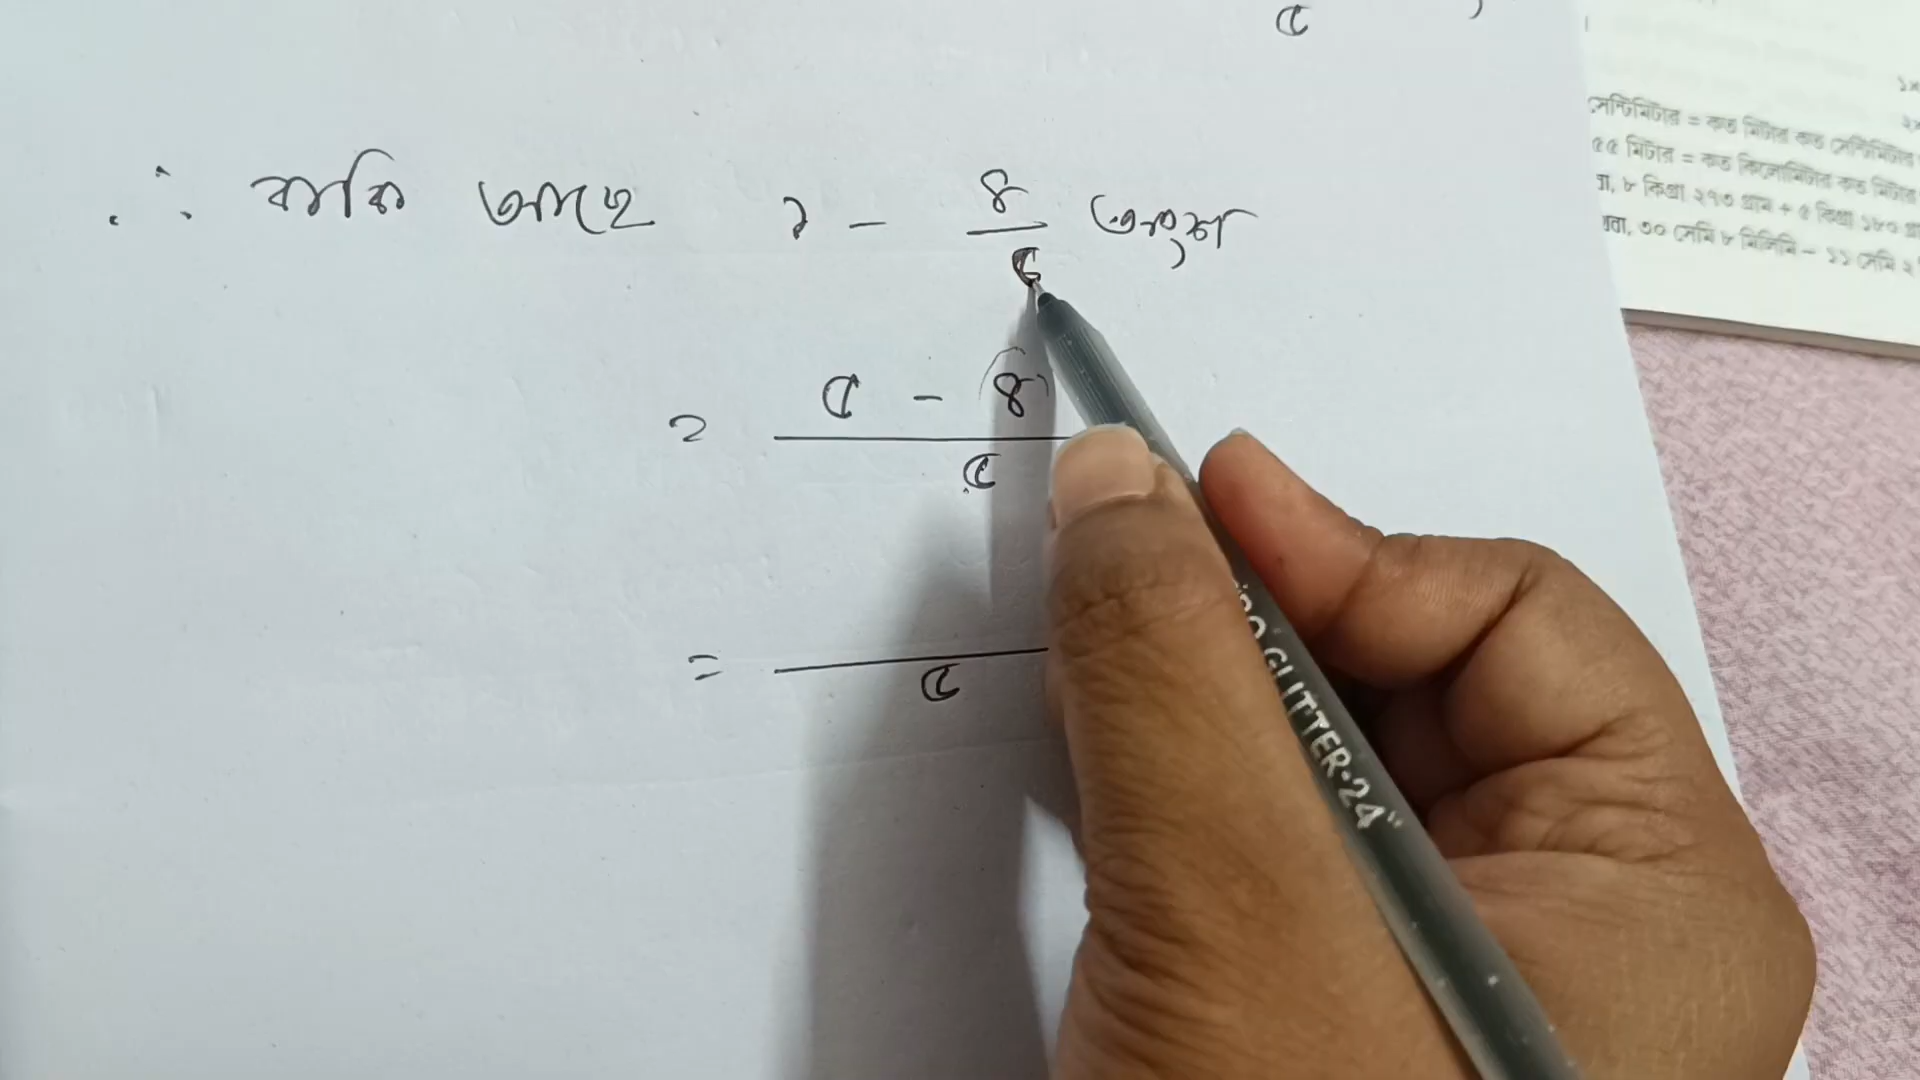 ৫
∴ বাকি আছে ১ - ৪/৫ অংশ
= ৫ - ৪ / ৫
= /৫
সেন্টিমিটার = কত মিটার কত সেন্টিমিটার
৫৫ মিটার = কত কিলোমিটার কত মিটার
৮ কিগ্রা ২৭৩ গ্রাম + ৫ কিগ্রা ১৮০
৩০ সেমি ৮ মিলিমি - ১১ সেমি ২
GLITTER-24"